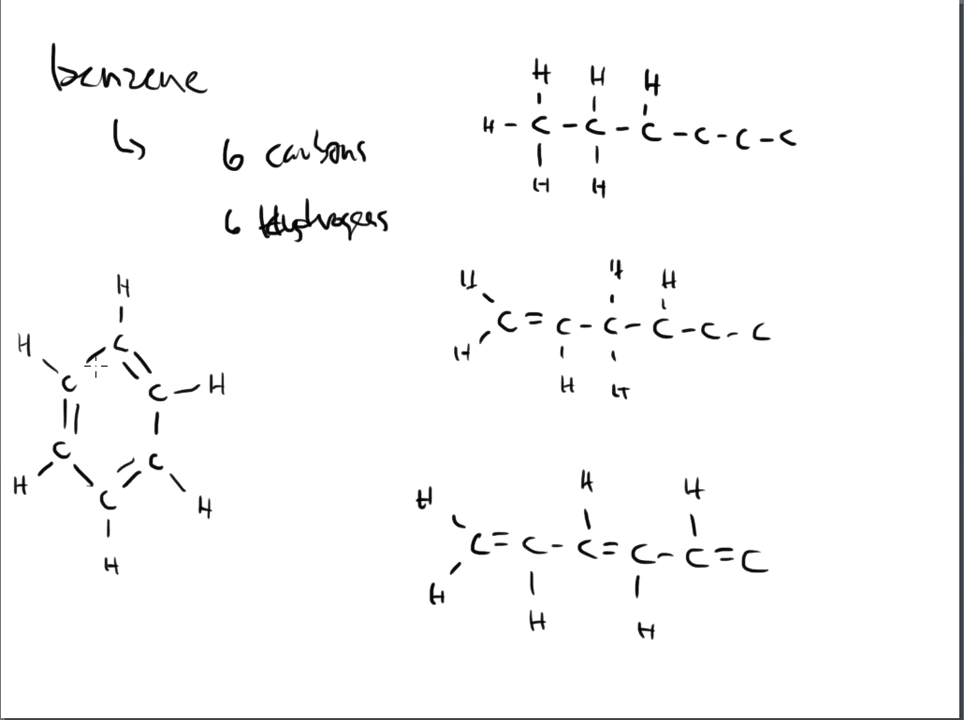 benzene
↳ 6 carbons
6 Hydrogens
H H H
H - C - C - C - C - C - C
H H
H H H
C = C - C - C - C - C
H H H
H H H
C = C - C = C - C = C
H H H
H
H C
C C - H
C C
H C H
H